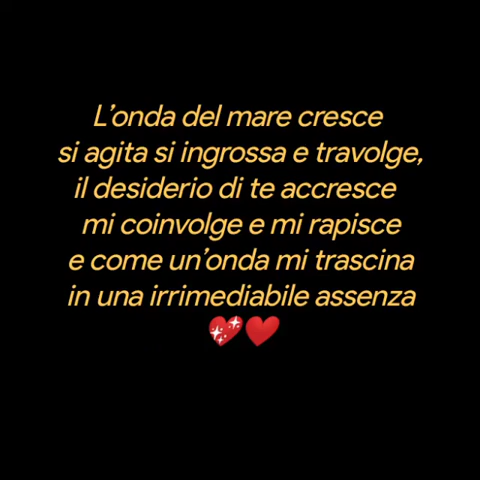 L’onda del mare cresce
si agita si ingrossa e travolge,
il desiderio di te accresce
mi coinvolge e mi rapisce
e come un’onda mi trascina
in una irrimediabile assenza
💖❤️